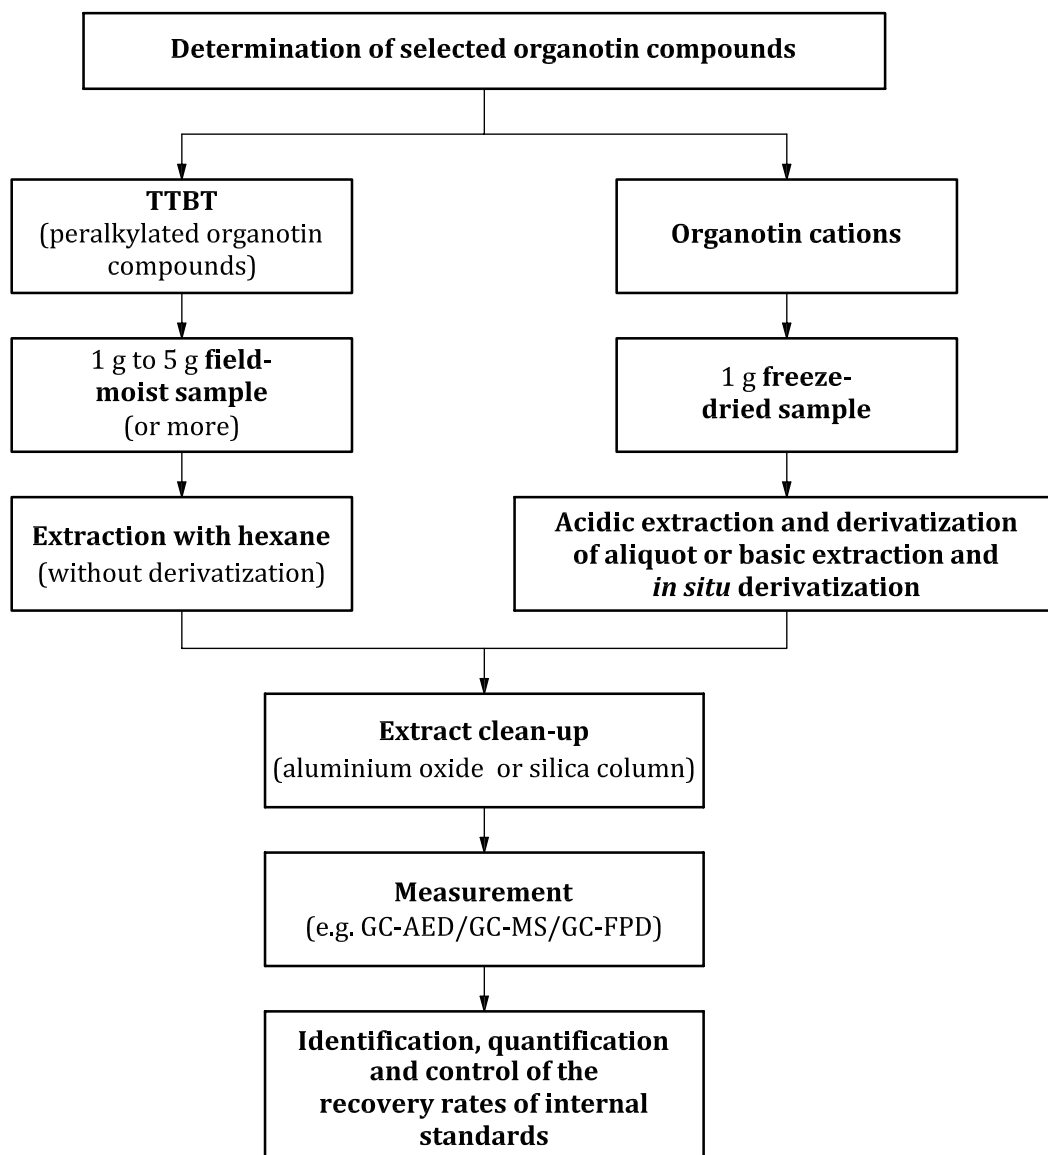 Determination of selected organotin compounds
TTBT
(peralkylated organotin
compounds)
Organotin cations
1 g to 5 g field-
moist sample
(or more)
1 g freeze-
dried sample
Extraction with hexane
(without derivatization)
Acidic extraction and derivatization
of aliquot or basic extraction and
in situ derivatization
Extract clean-up
(aluminium oxide or silica column)
Measurement
(e.g. GC-AED/GC-MS/GC-FPD)
Identification, quantification
and control of the
recovery rates of internal
standards